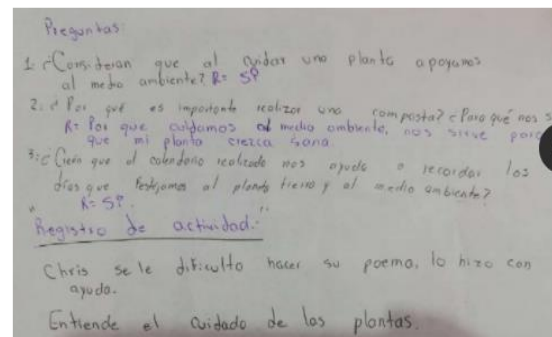 Preguntas:
1: ¿Consideran que al cuidar una planta apoyamos
al medio ambiente? R= Sí
2: ¿Por qué es importante realizar una composta? ¿Para qué nos s
R= Por que cuidamos al medio ambiente, nos sirve para
que mi planta crezca sana.
3: ¿Creen que el calendario realizado nos ayuda a recordar los
días que festejamos al planeta tierra y al medio ambiente?
R= Sí.
"Registro de actividad."
Chris se le dificulto hacer su poema, lo hizo con
ayuda.
Entiende el cuidado de las plantas.